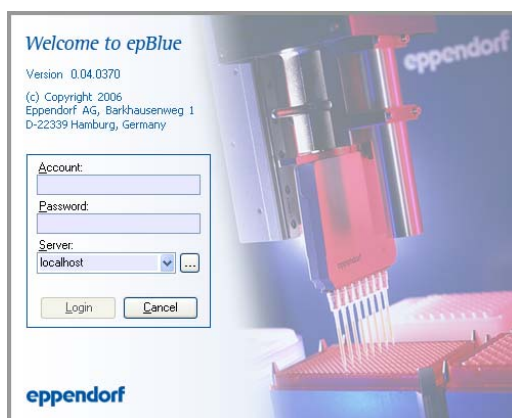 Welcome to epBlue
Version 0.04.0370
(c) Copyright 2006
Eppendorf AG, Barkhausenweg 1
D-22339 Hamburg, Germany
eppendorf
Account:
Password:
Server:
localhost
...
Login
Cancel
eppendorf
eppendorf